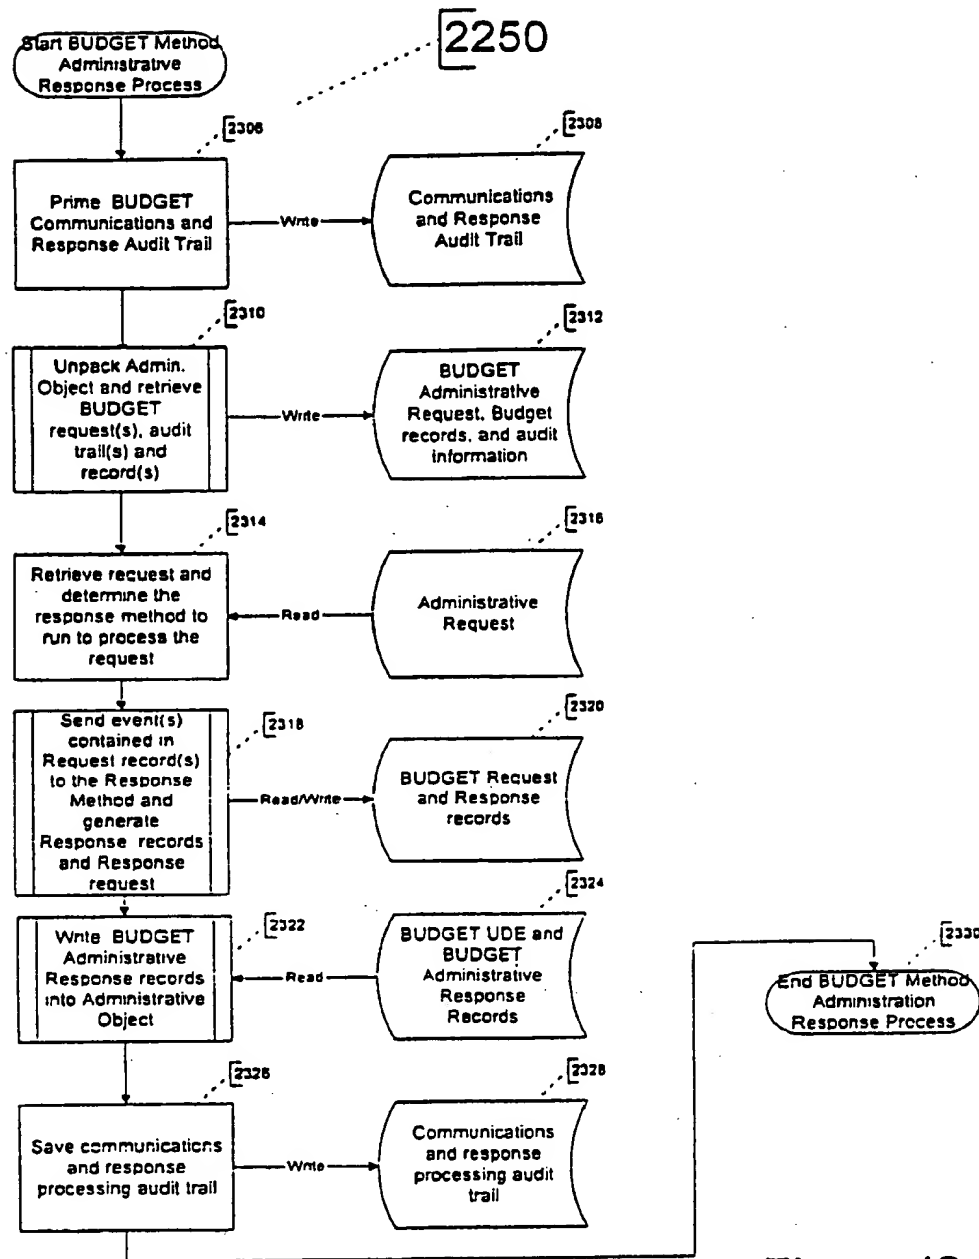 2250
Start BUDGET Method
Administrative
Response Process
2306
Prime BUDGET
Communications and
Response Audit Trail
Write
2308
Communications
and Response
Audit Trail
2310
Unpack Admin.
Object and retrieve
BUDGET
request(s), audit
trail(s) and
record(s)
Write
2312
BUDGET
Administrative
Request, Budget
records, and audit
information
2314
Retrieve request and
determine the
response method to
run to process the
request
Read
2316
Administrative
Request
2318
Send event(s)
contained in
Request record(s)
to the Response
Method and
generate
Response records
and Response
request
Read/Write
2320
BUDGET Request
and Response
records
2322
Write BUDGET
Administrative
Response records
into Administrative
Object
Read
2324
BUDGET UDE and
BUDGET
Administrative
Response
Records
2326
Save communications
and response
processing audit trail
Write
2328
Communications
and response
processing audit
trail
2330
End BUDGET Method
Administration
Response Process